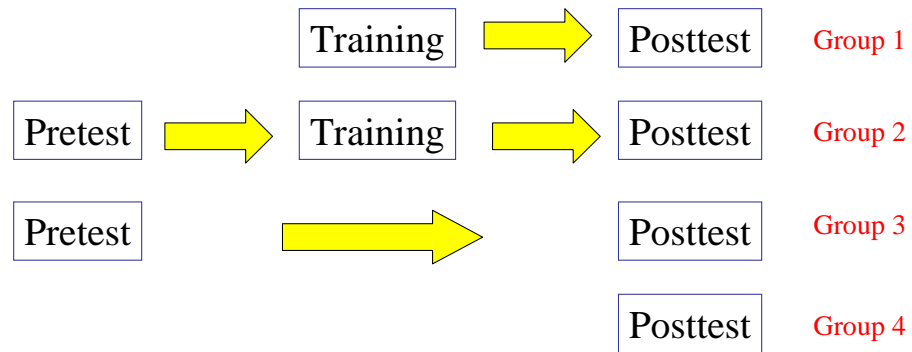 Training Posttest Group 1
Pretest Training Posttest Group 2
Pretest Posttest Group 3
Posttest Group 4